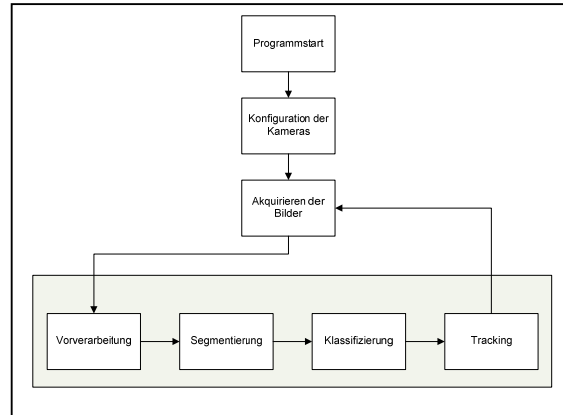 Programmstart
Konfiguration der
Kameras
Akquirieren der
Bilder
Vorverarbeitung
Segmentierung
Klassifizierung
Tracking